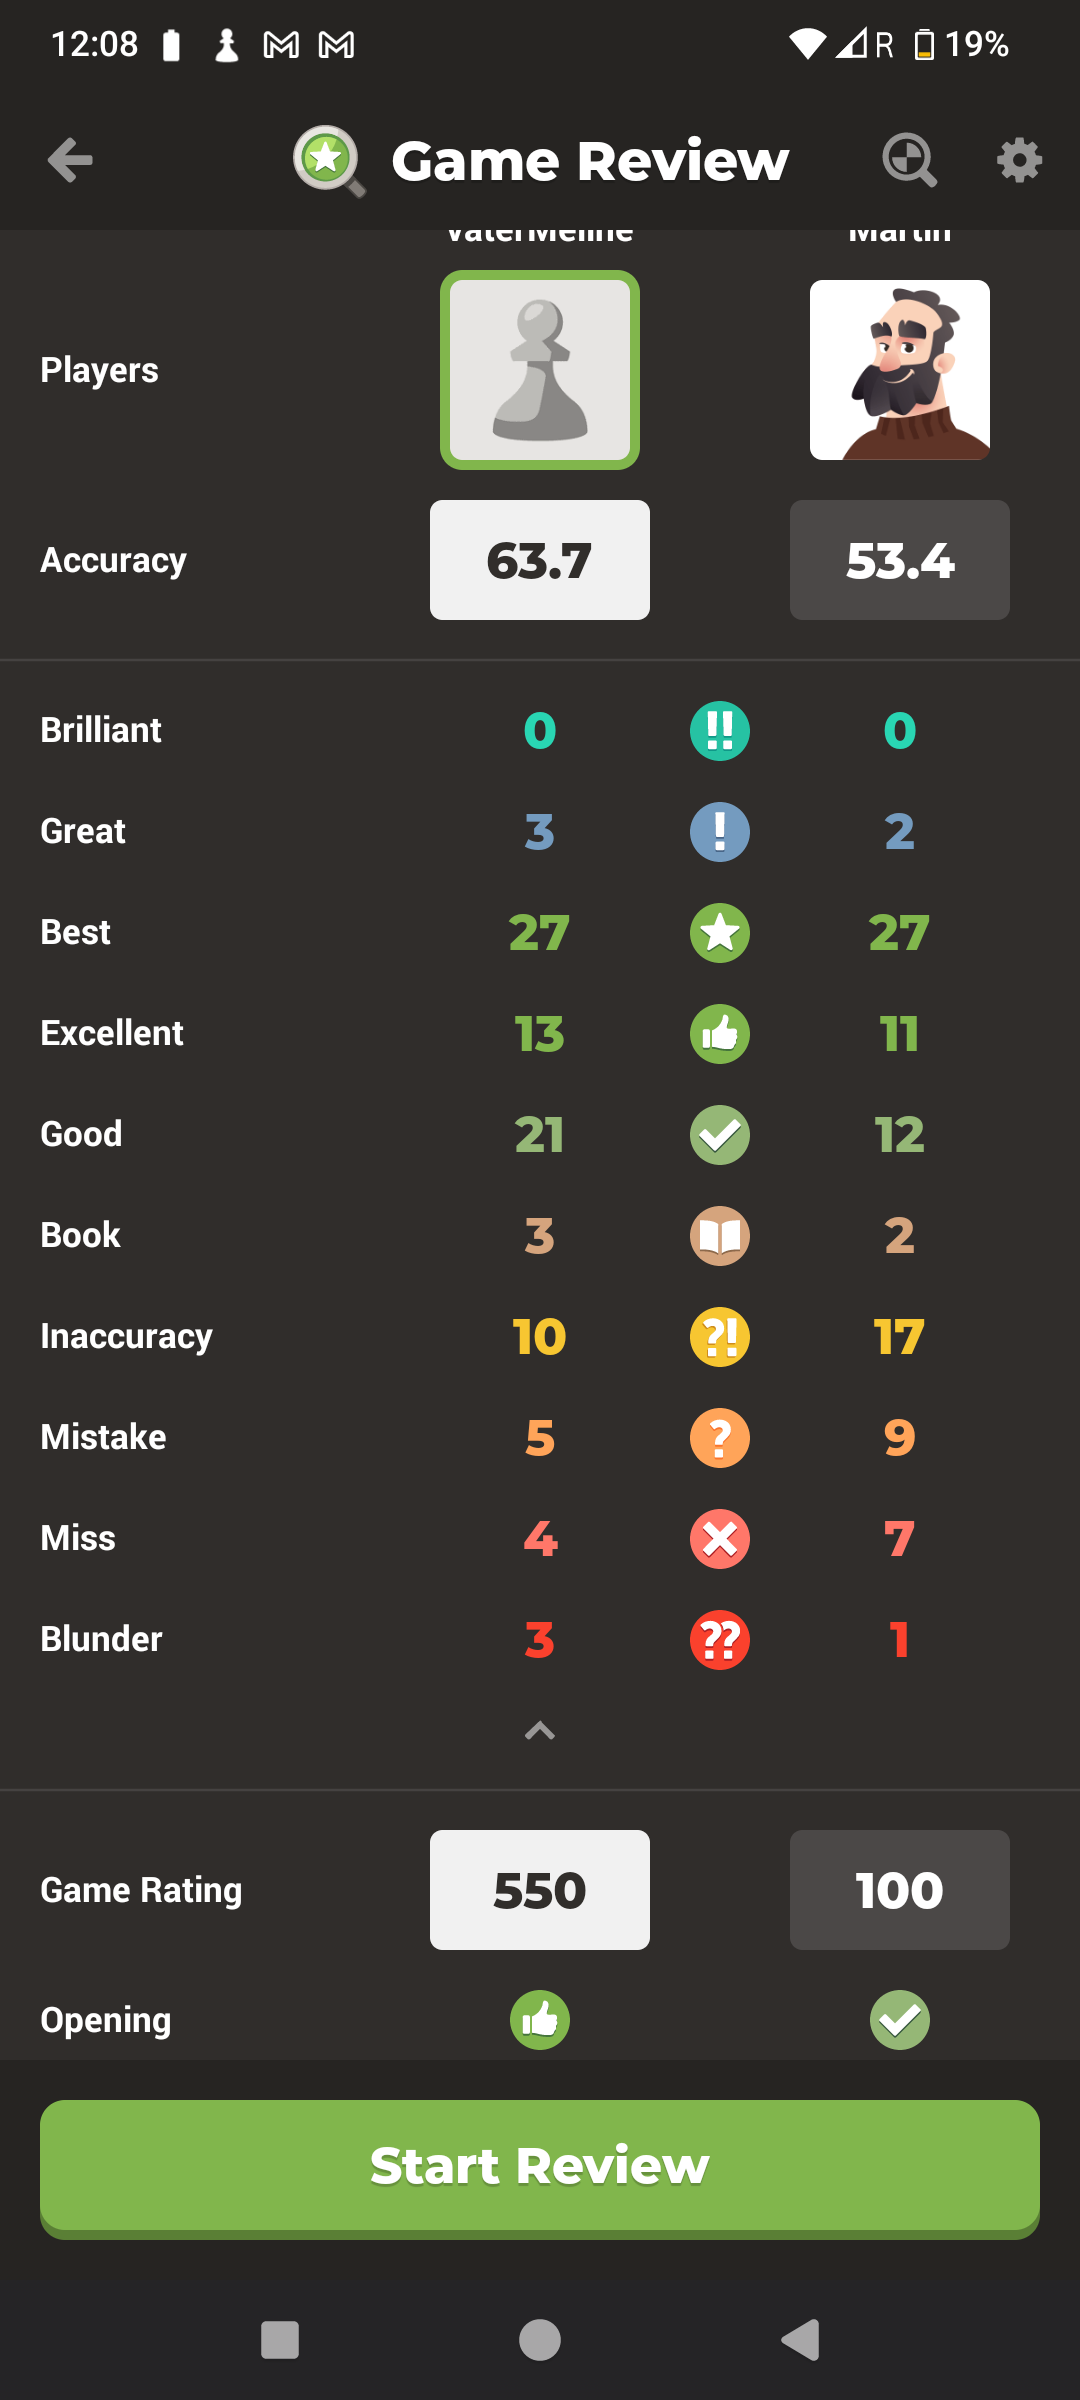 12:08 R 19%
Game Review
Martin
Players
Accuracy 63.7 53.4
Brilliant 0 !! 0
Great 3 ! 2
Best 27 27
Excellent 13 11
Good 21 12
Book 3 2
Inaccuracy 10 ?! 17
Mistake 5 ? 9
Miss 4 7
Blunder 3 ?? 1
Game Rating 550 100
Opening
Start Review